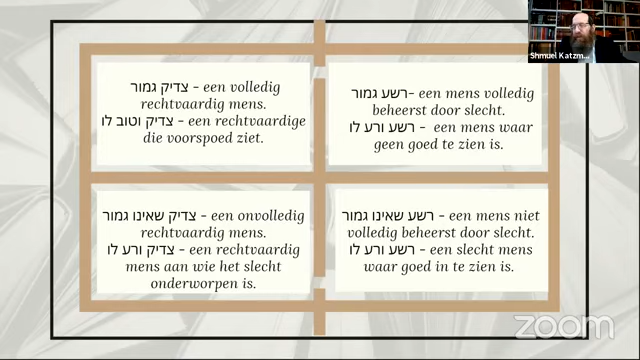 Shmuel Katzm...
צדיק גמור - een volledig
rechtvaardig mens.
צדיק וטוב לו - een rechtvaardige
die voorspoed ziet.
רשע גמור- een mens volledig
beheerst door slecht.
רשע ורע לו - een mens waar
geen goed te zien is.
צדיק שאינו גמור - een onvolledig
rechtvaardig mens.
צדיק ורע לו - een rechtvaardig
mens aan wie het slecht
onderworpen is.
רשע שאינו גמור - een mens niet
volledig beheerst door slecht.
רשע ורע לו - een slecht mens
waar goed in te zien is.
zoom